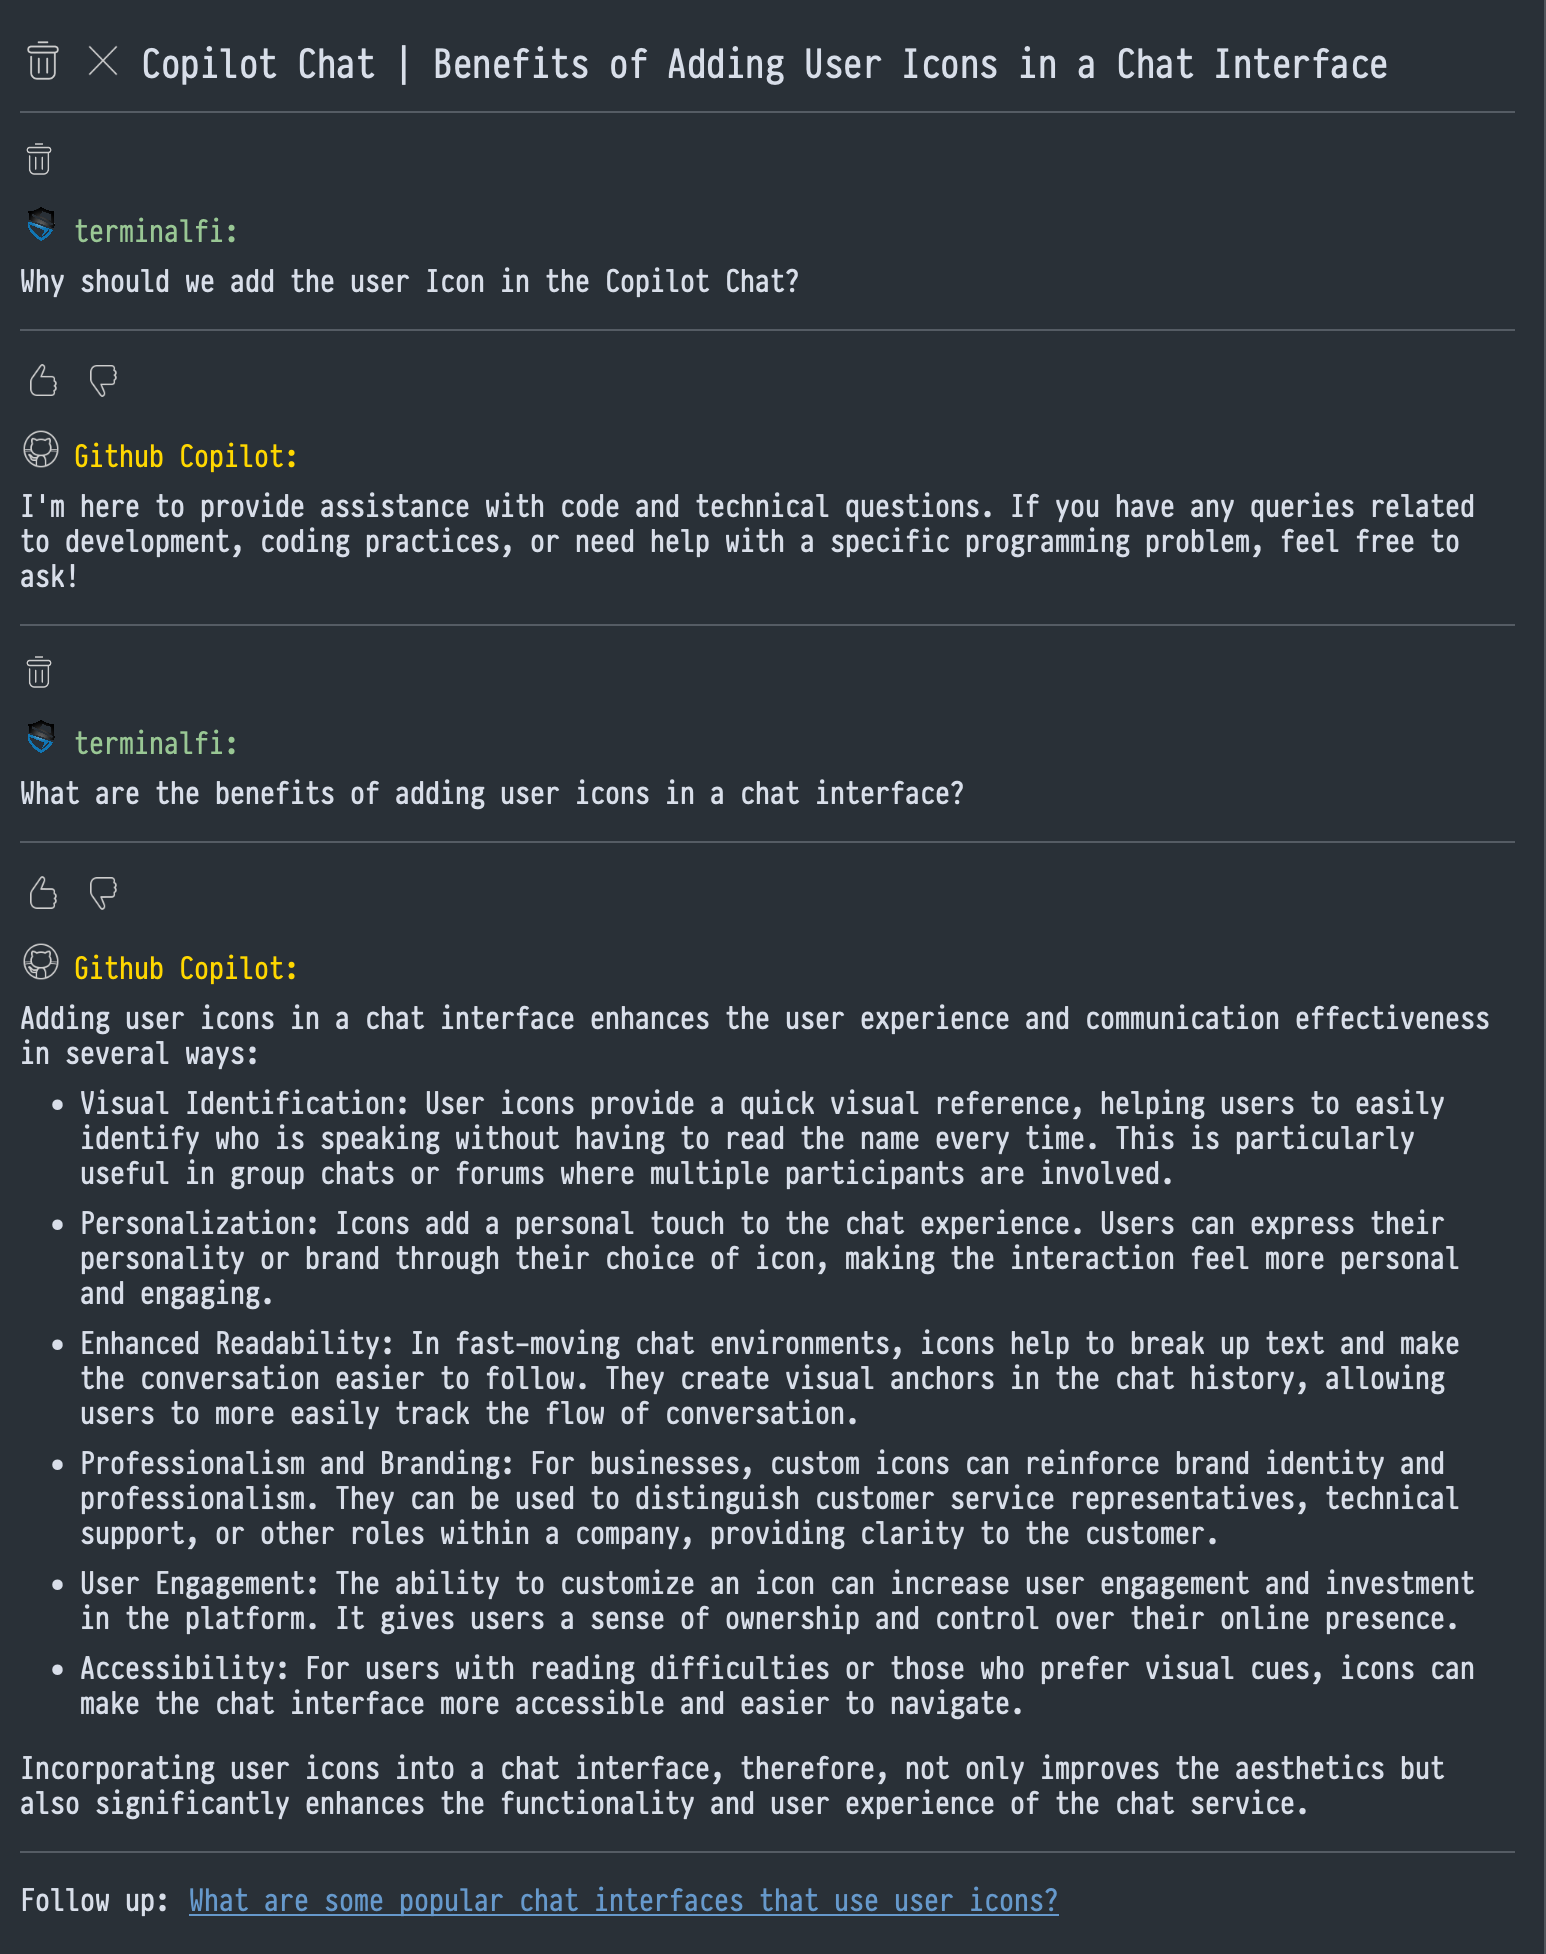 Copilot Chat | Benefits of Adding User Icons in a Chat Interface
terminalfi:
Why should we add the user Icon in the Copilot Chat?
Github Copilot:
I'm here to provide assistance with code and technical questions. If you have any queries related
to development, coding practices, or need help with a specific programming problem, feel free to
ask!
terminalfi:
What are the benefits of adding user icons in a chat interface?
Github Copilot:
Adding user icons in a chat interface enhances the user experience and communication effectiveness
in several ways:
• Visual Identification: User icons provide a quick visual reference, helping users to easily
identify who is speaking without having to read the name every time. This is particularly
useful in group chats or forums where multiple participants are involved.
• Personalization: Icons add a personal touch to the chat experience. Users can express their
personality or brand through their choice of icon, making the interaction feel more personal
and engaging.
• Enhanced Readability: In fast-moving chat environments, icons help to break up text and make
the conversation easier to follow. They create visual anchors in the chat history, allowing
users to more easily track the flow of conversation.
• Professionalism and Branding: For businesses, custom icons can reinforce brand identity and
professionalism. They can be used to distinguish customer service representatives, technical
support, or other roles within a company, providing clarity to the customer.
• User Engagement: The ability to customize an icon can increase user engagement and investment
in the platform. It gives users a sense of ownership and control over their online presence.
• Accessibility: For users with reading difficulties or those who prefer visual cues, icons can
make the chat interface more accessible and easier to navigate.
Incorporating user icons into a chat interface, therefore, not only improves the aesthetics but
also significantly enhances the functionality and user experience of the chat service.
Follow up: What are some popular chat interfaces that use user icons?